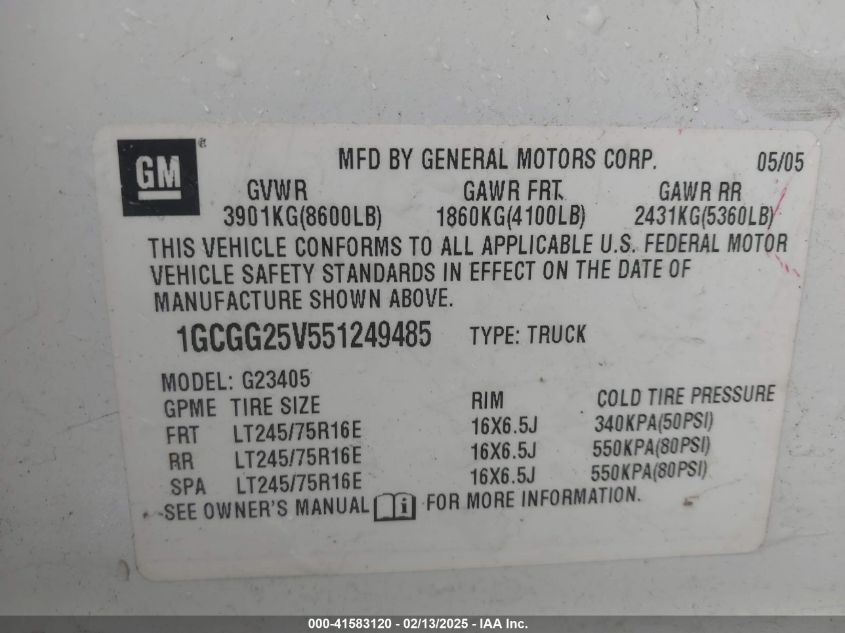 GM®
MFD BY GENERAL MOTORS CORP. 05/05
GVWR GAWR FRT. GAWR RR
3901KG(8600LB) 1860KG(4100LB) 2431KG(5360LB)
THIS VEHICLE CONFORMS TO ALL APPLICABLE U.S. FEDERAL MOTOR
VEHICLE SAFETY STANDARDS IN EFFECT ON THE DATE OF
MANUFACTURE SHOWN ABOVE.
1GCGG25V551249485 TYPE: TRUCK
MODEL: G23405
GPME TIRE SIZE RIM COLD TIRE PRESSURE
FRT LT245/75R16E 16X6.5J 340KPA(50PSI)
RR LT245/75R16E 16X6.5J 550KPA(80PSI)
SPA LT245/75R16E 16X6.5J 550KPA(80PSI)
SEE OWNER'S MANUAL i FOR MORE INFORMATION.
000-41583120 - 02/13/2025 - IAA Inc.